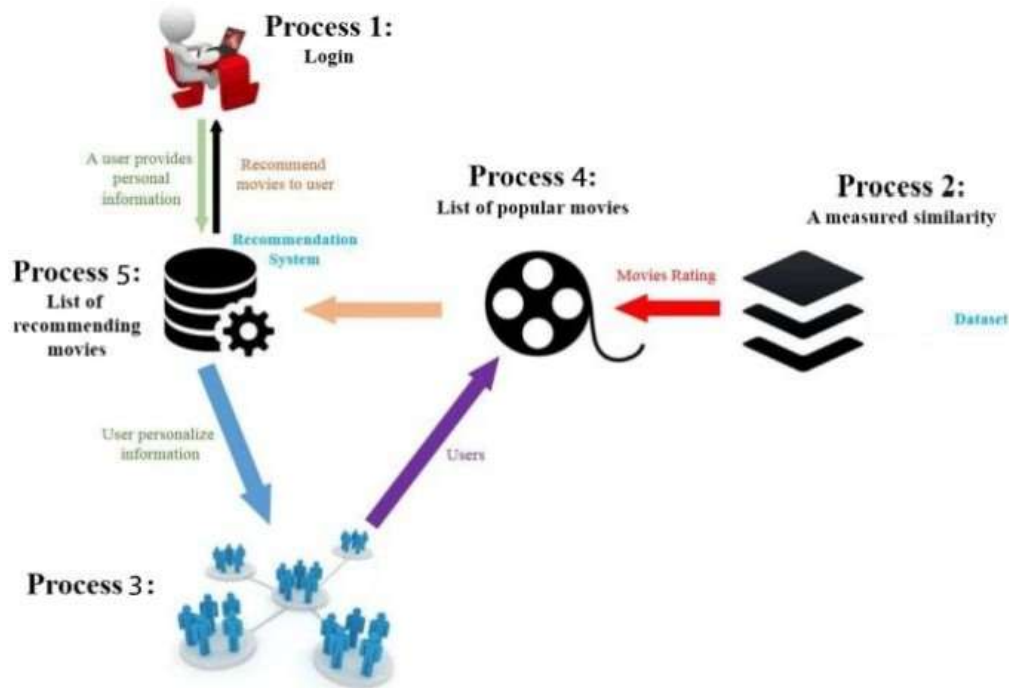 Process 1:
Login
A user provides
personal
information
Recommend
movies to user
Process 4:
List of popular movies
Process 2:
A measured similarity
Recommendation
System
Process 5:
List of
recommending
movies
Movies Rating
Dataset
User personalize
information
Users
Process 3: